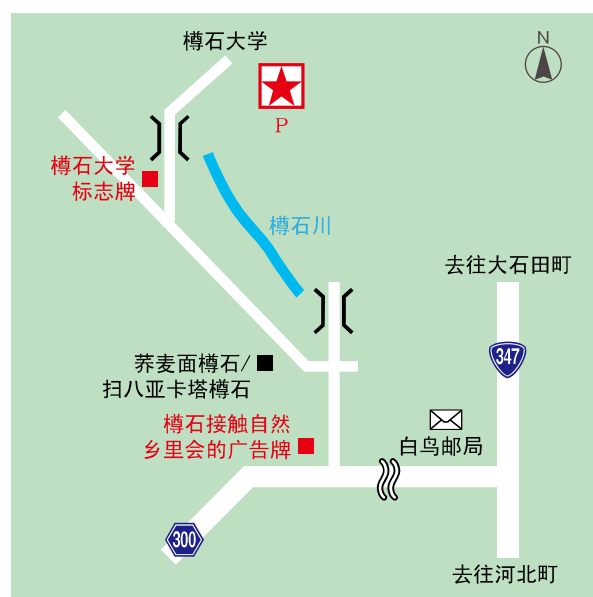 樽石大学
N
P
樽石大学
标志牌
樽石川
去往大石田町
347
荞麦面樽石/
扫八亚卡塔樽石
樽石接触自然
乡里会的广告牌
白鸟邮局
300
去往河北町